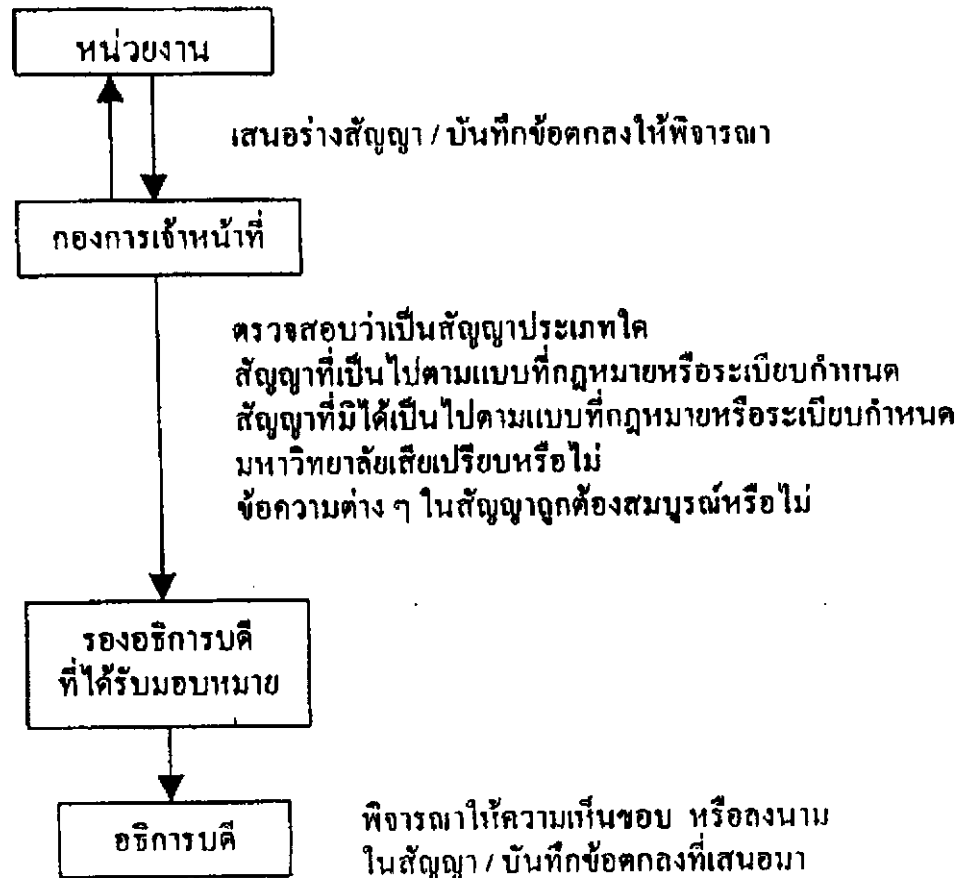 หน่วยงาน
เสนอร่างสัญญา / บันทึกข้อตกลงให้พิจารณา
กองการเจ้าหน้าที่
ตรวจสอบว่าเป็นสัญญาประเภทใด
สัญญาที่เป็นไปตามแบบที่กฎหมายหรือระเบียบกำหนด
สัญญาที่มิได้เป็นไปตามแบบที่กฎหมายหรือระเบียบกำหนด
มหาวิทยาลัยเสียเปรียบหรือไม่
ข้อความต่าง ๆ ในสัญญาถูกต้องสมบูรณ์หรือไม่
รองอธิการบดี
ที่ได้รับมอบหมาย
อธิการบดี
พิจารณาให้ความเห็นชอบ หรือลงนาม
ในสัญญา / บันทึกข้อตกลงที่เสนอมา